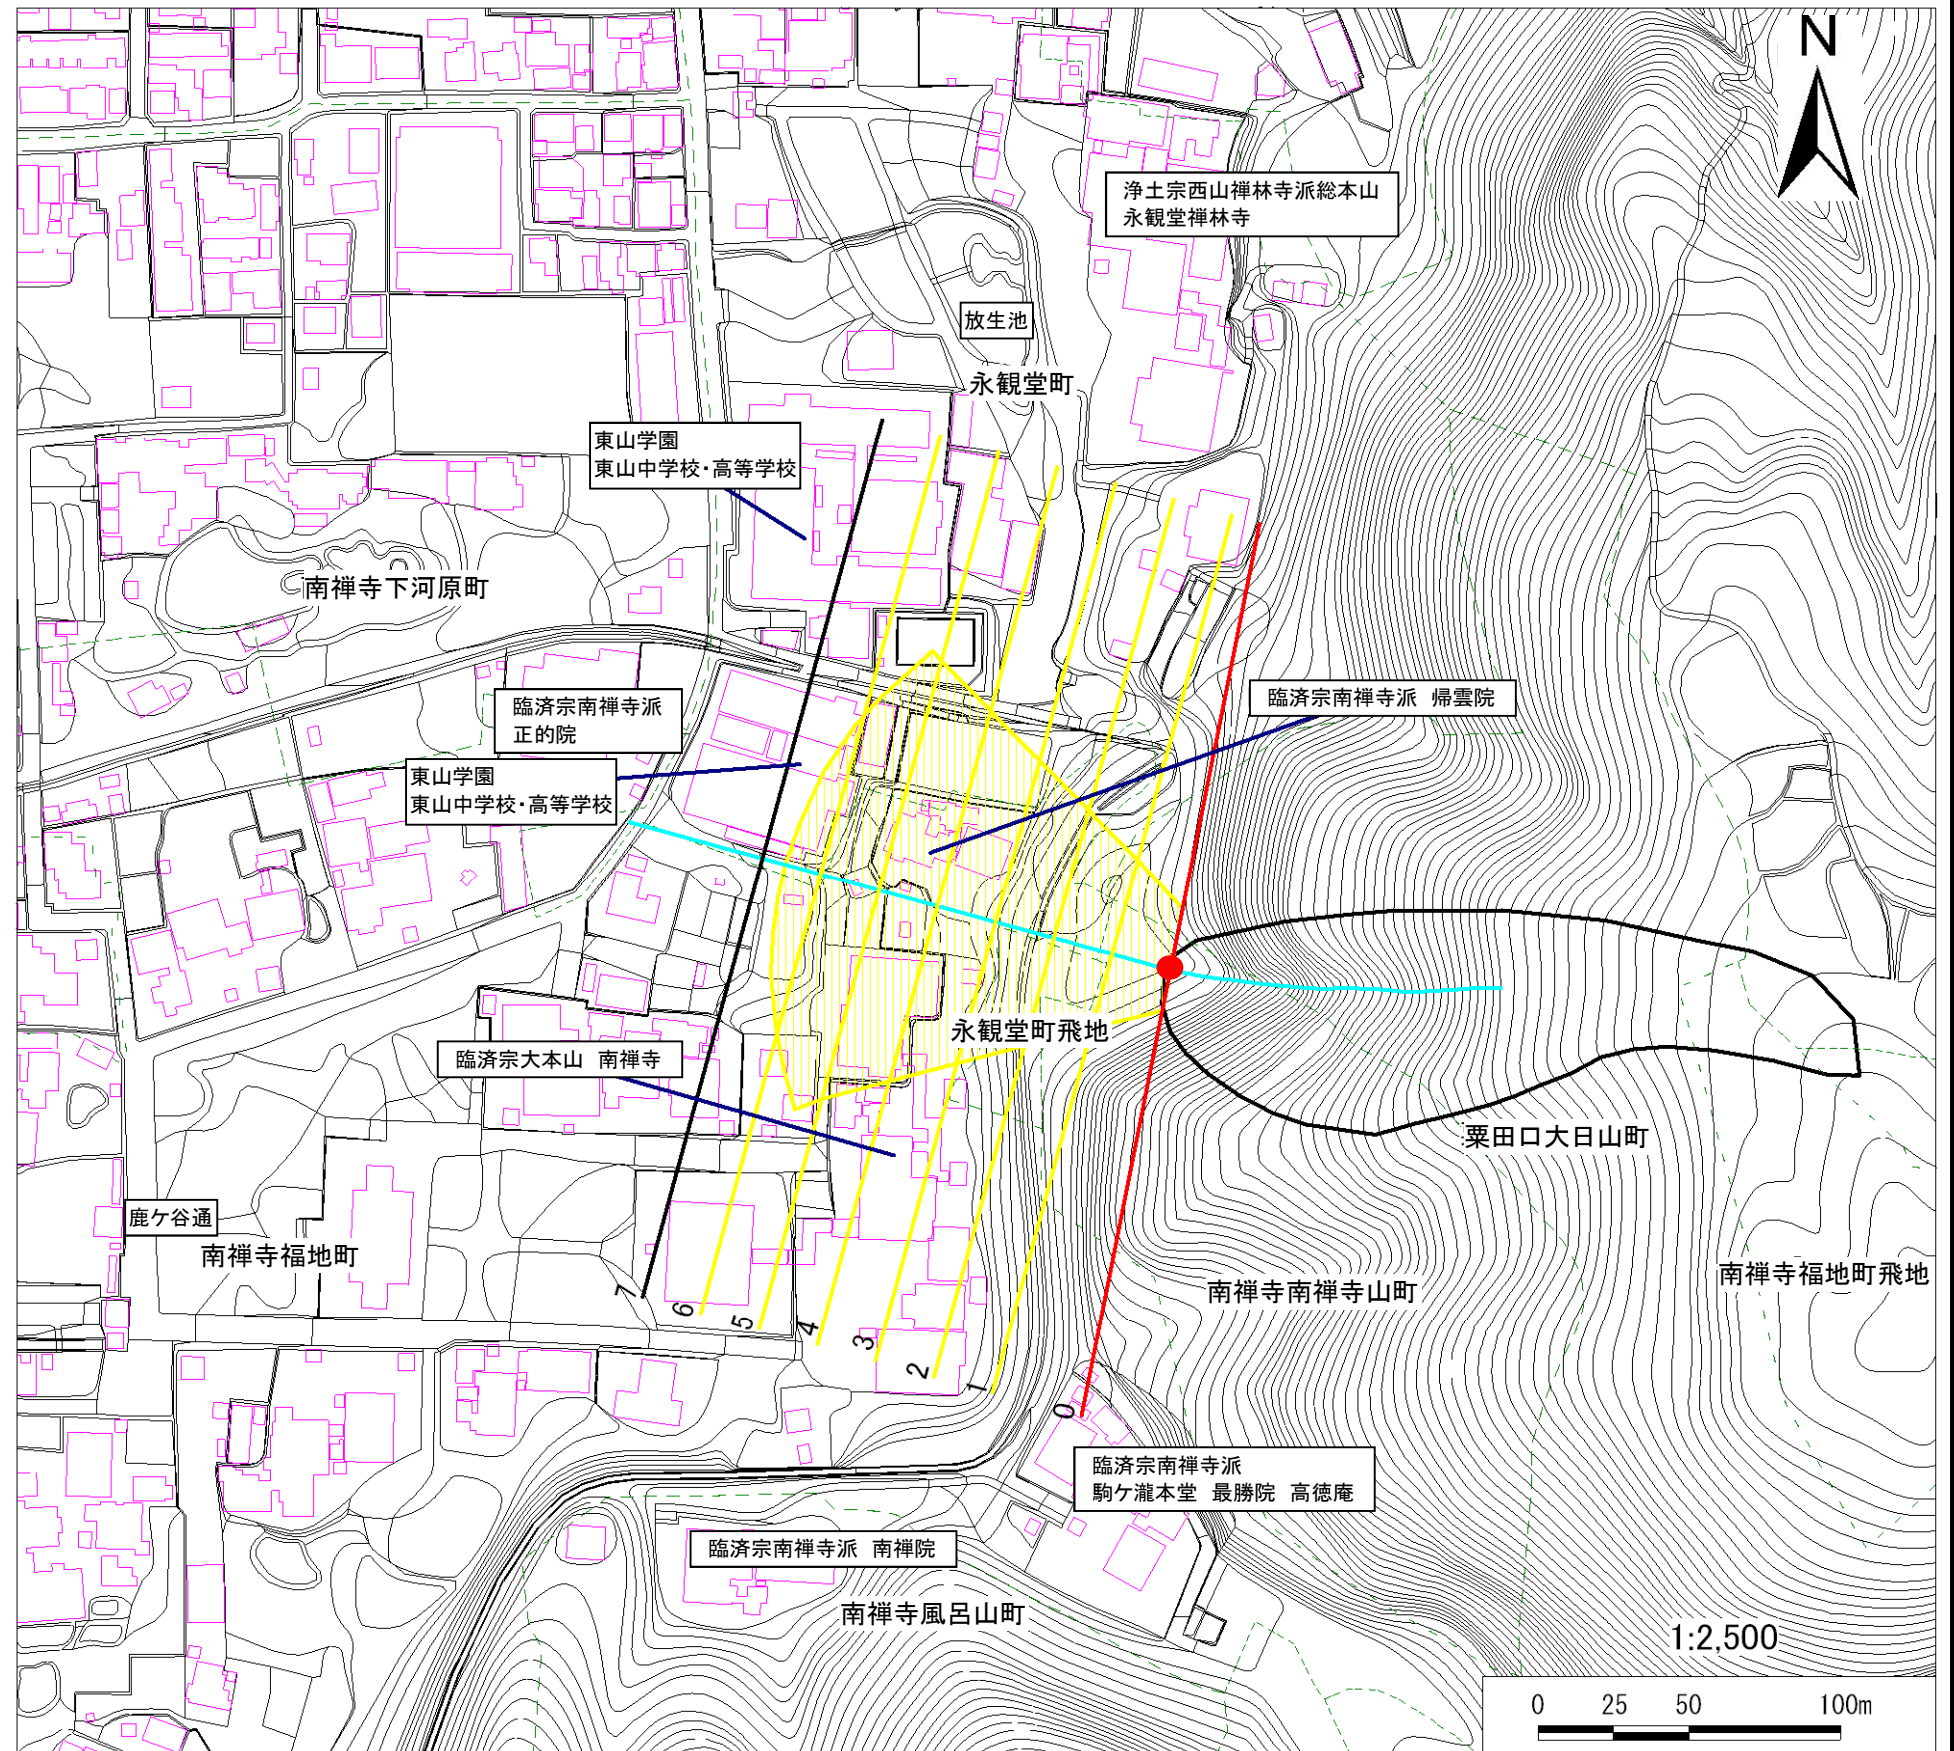 N
浄土宗西山禅林寺派総本山
永観堂禅林寺
放生池
永観堂町
東山学園
東山中学校・高等学校
南禅寺下河原町
臨済宗南禅寺派
正的院
臨済宗南禅寺派 帰雲院
東山学園
東山中学校・高等学校
永観堂町飛地
臨済宗大本山 南禅寺
粟田口大日山町
鹿ケ谷通
南禅寺福地町
南禅寺南禅寺山町
南禅寺福地町飛地
7
6
5
4
3
2
1
0
臨済宗南禅寺派
駒ケ瀧本堂 最勝院 高徳庵
臨済宗南禅寺派 南禅院
南禅寺風呂山町
1:2,500
0 25 50 100m